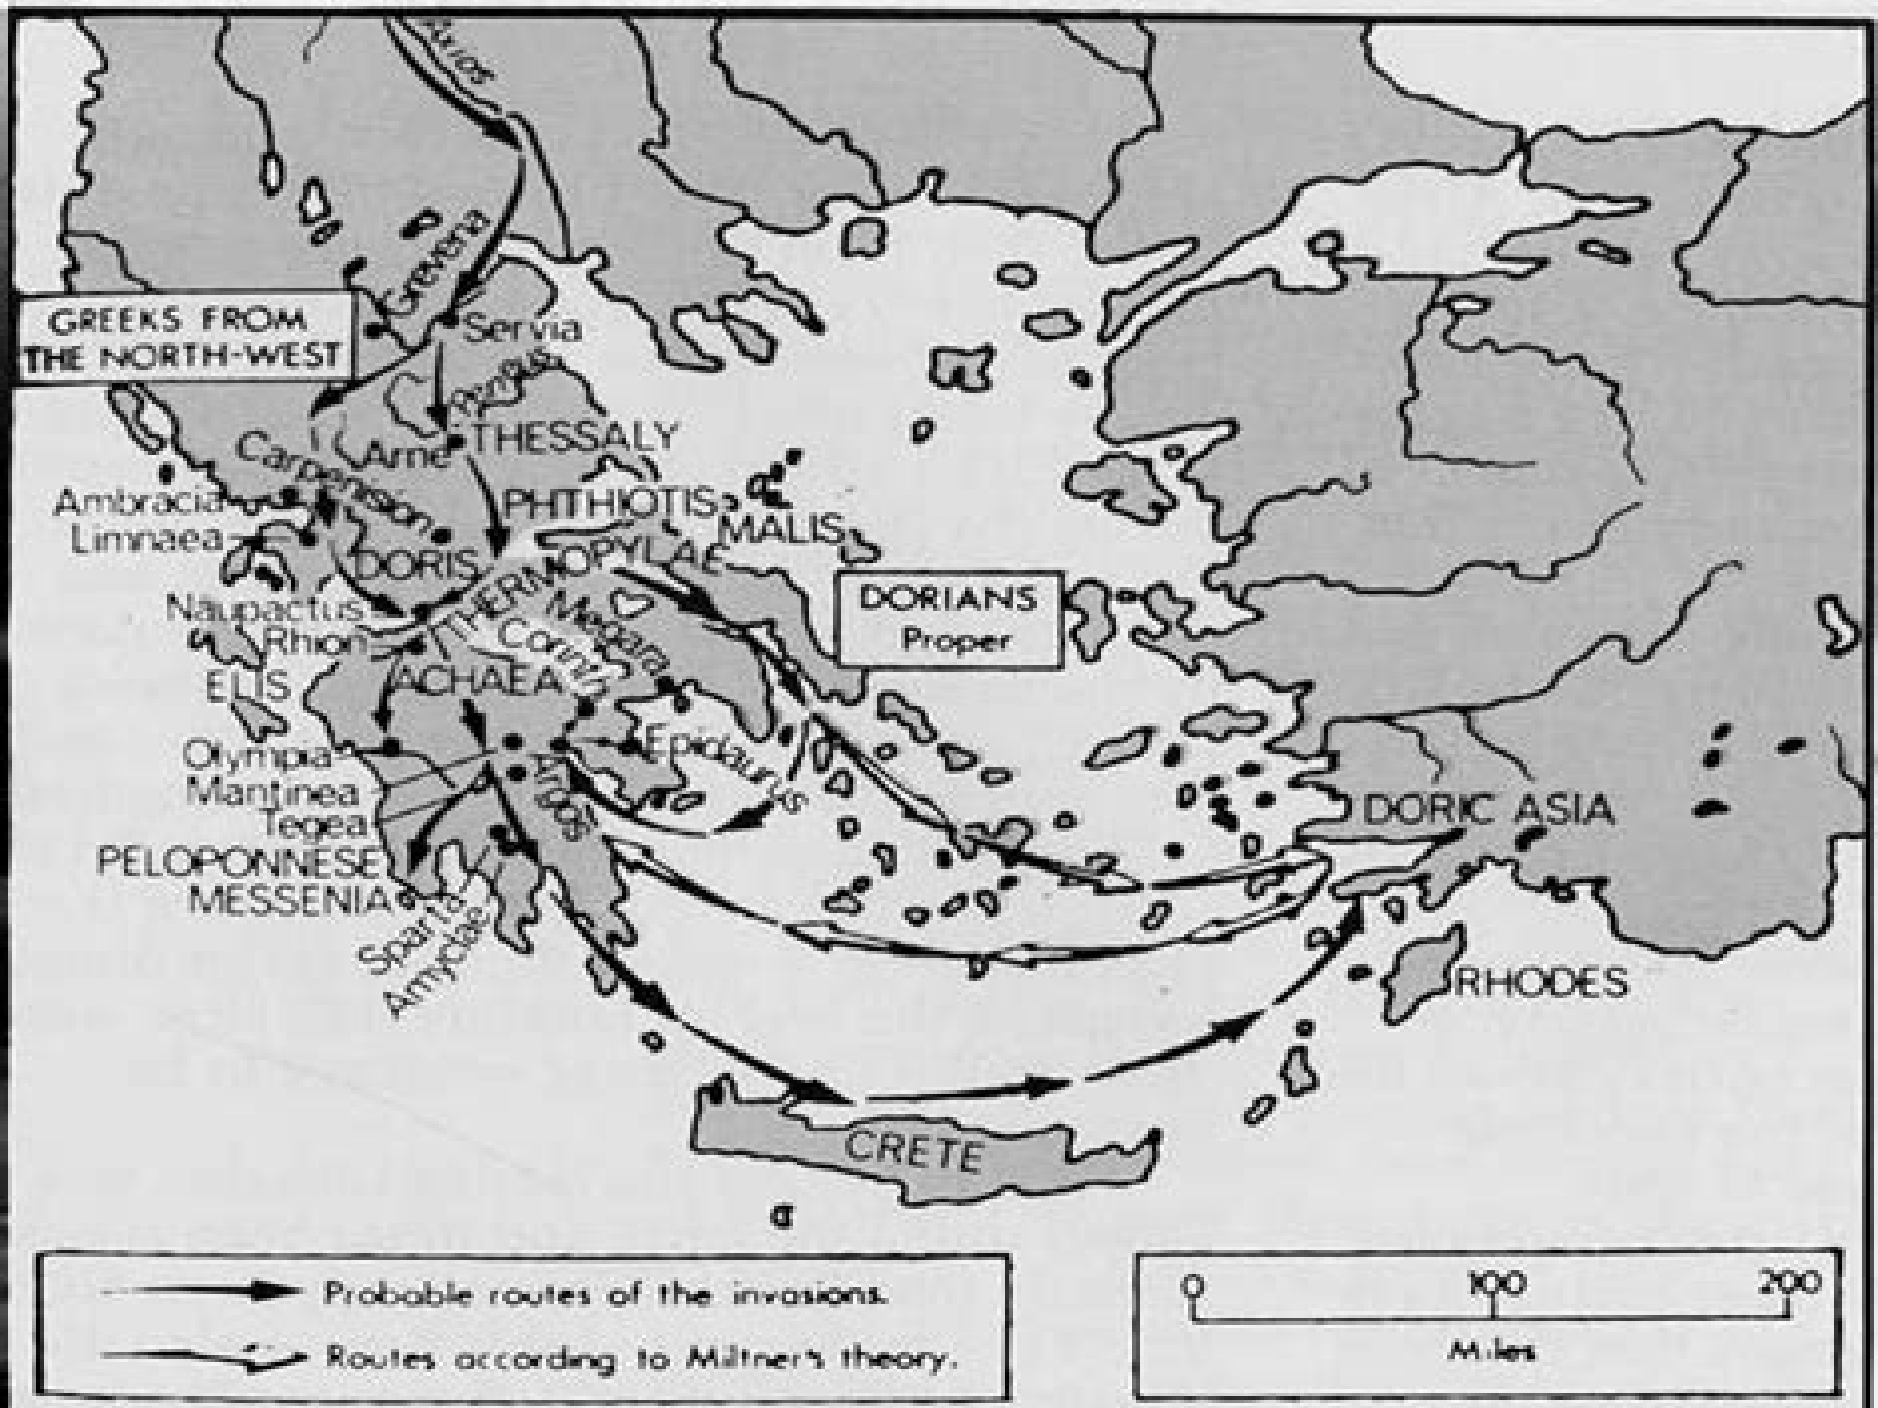 Axios
Grevena
GREEKS FROM
THE NORTH-WEST
Servia
Peneus
THESSALY
Arne
Carpenision
PHTHIOTIS
Ambracia
MALIS
Limnaea
DORIS
THERMOPYLAE
DORIANS
Proper
Naupactus
Megara
Rhion
Corinth
ELIS
ACHAEA
Olympia
Epidaurus
Mantinea
Argos
Tegea
DORIC ASIA
PELOPONNESE
MESSENIA
Sparta
Amyclae
RHODES
CRETE
Probable routes of the invasions.
Routes according to Miltner's theory.
0 100 200
Miles